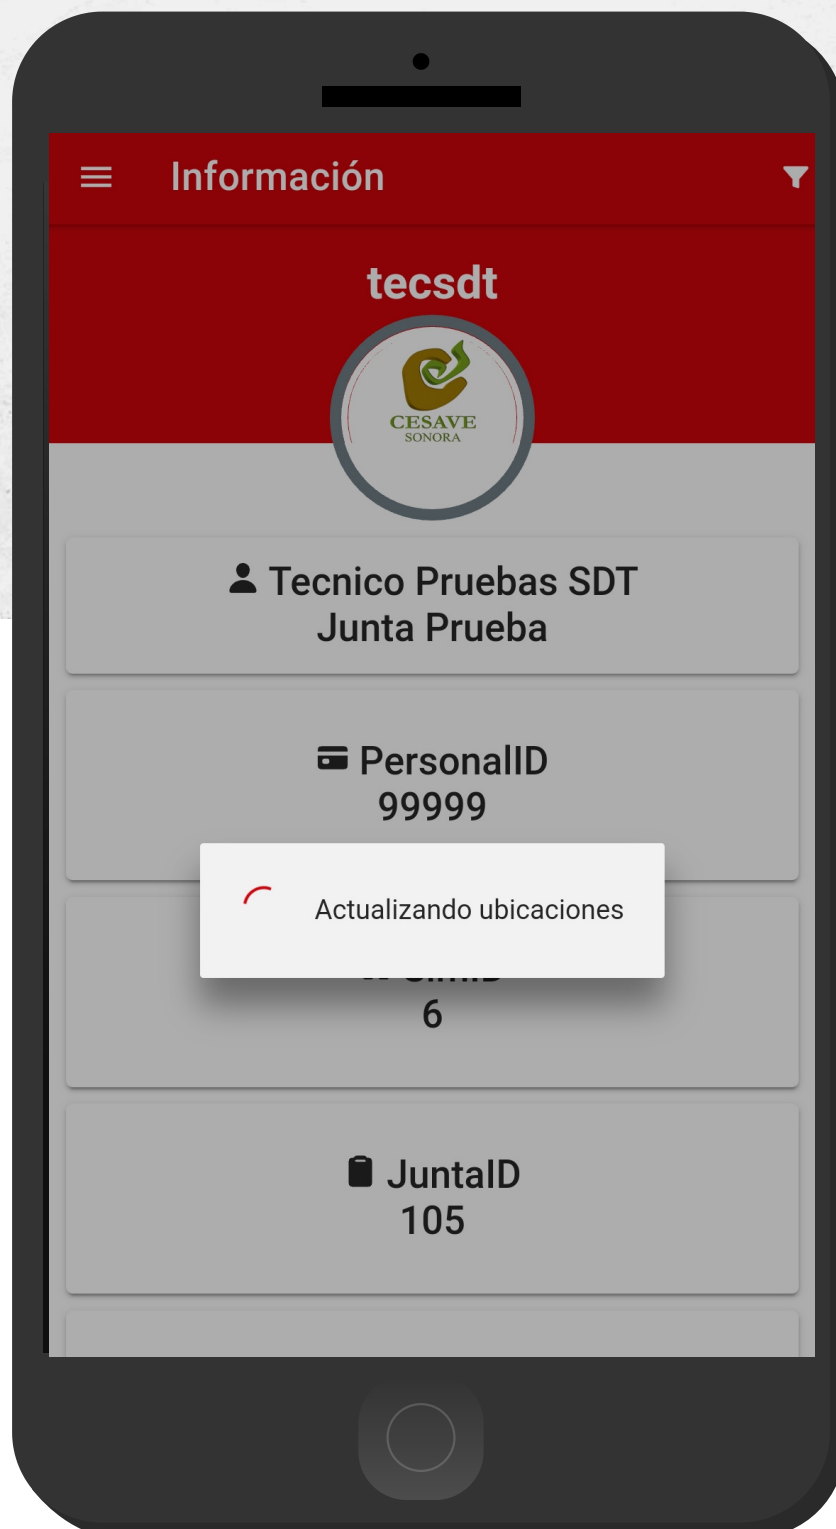 Información
tecsdt
CESAVE
SONORA
Tecnico Pruebas SDT
Junta Prueba
PersonalID
99999
Actualizando ubicaciones
6
JuntaID
105